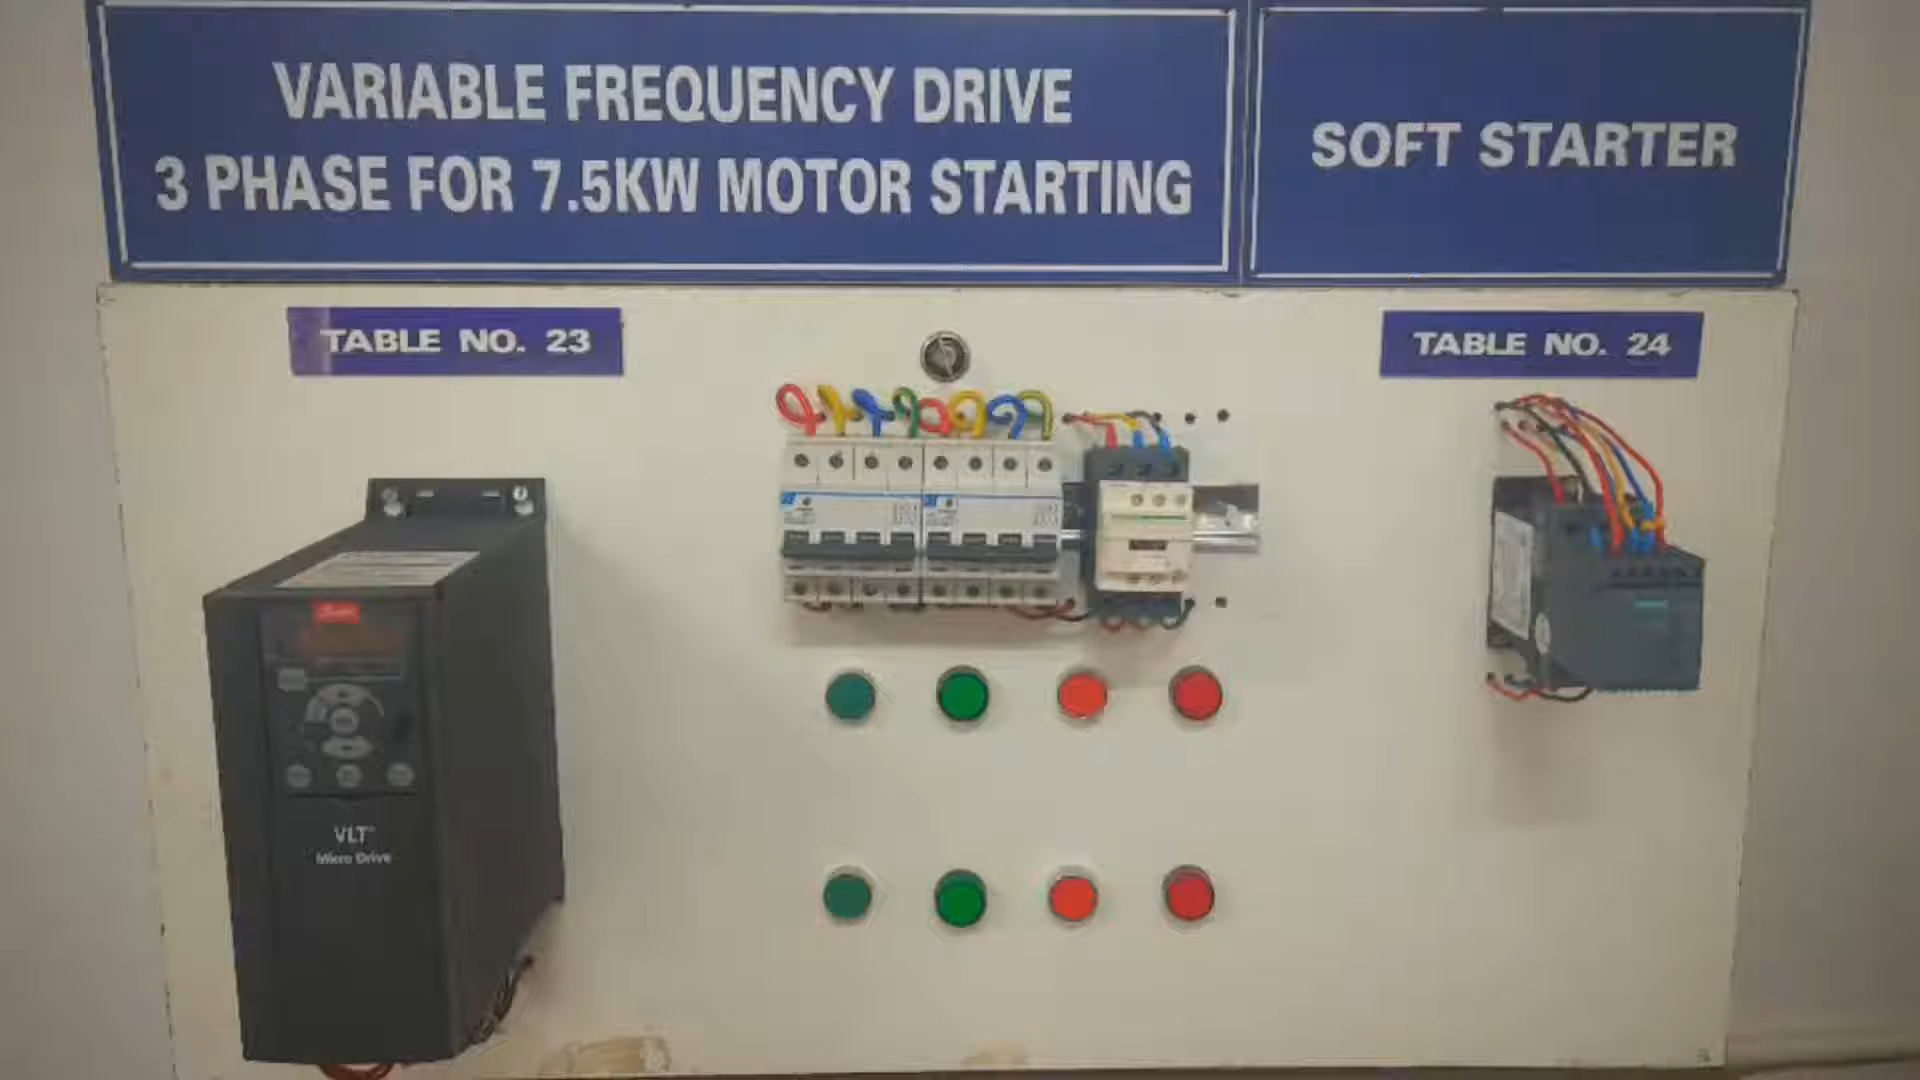 VARIABLE FREQUENCY DRIVE
3 PHASE FOR 7.5KW MOTOR STARTING
SOFT STARTER
TABLE NO. 23
TABLE NO. 24
VLT
Micro Drive